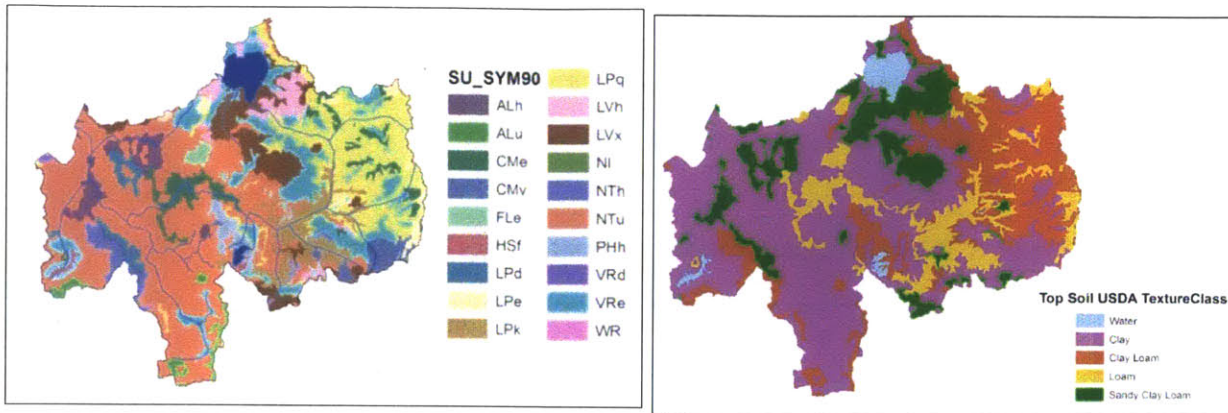 SU_SYM90
ALh
ALu
CMe
CMv
FLe
HSf
LPd
LPe
LPk
LPq
LVh
LVx
NI
NTh
NTu
PHh
VRd
VRe
WR
Top Soil USDA TextureClass
Water
Clay
Clay Loam
Loam
Sandy Clay Loam